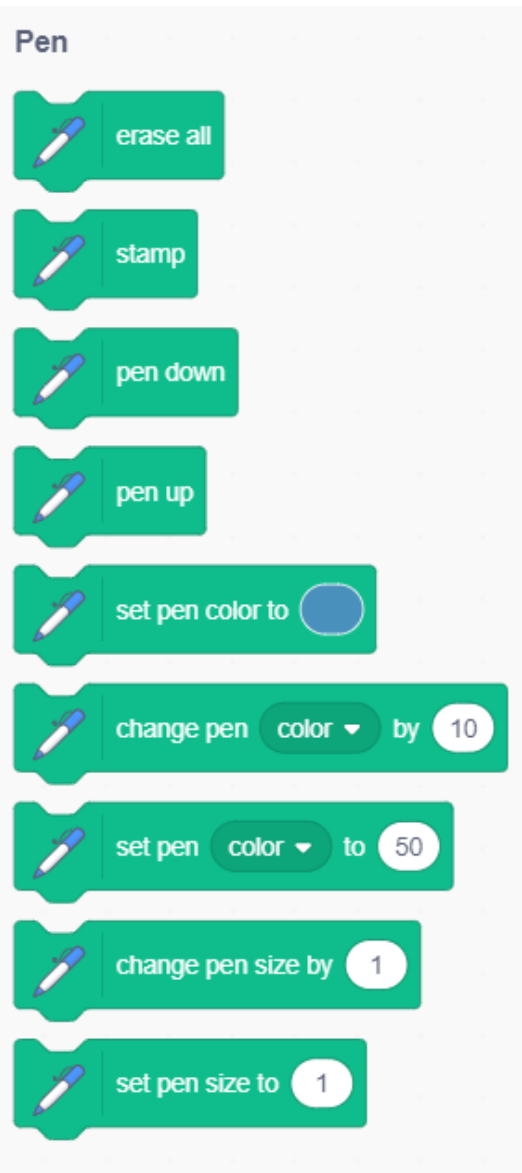 Pen
erase all
stamp
pen down
pen up
set pen color to
change pen color by 10
set pen color to 50
change pen size by 1
set pen size to 1